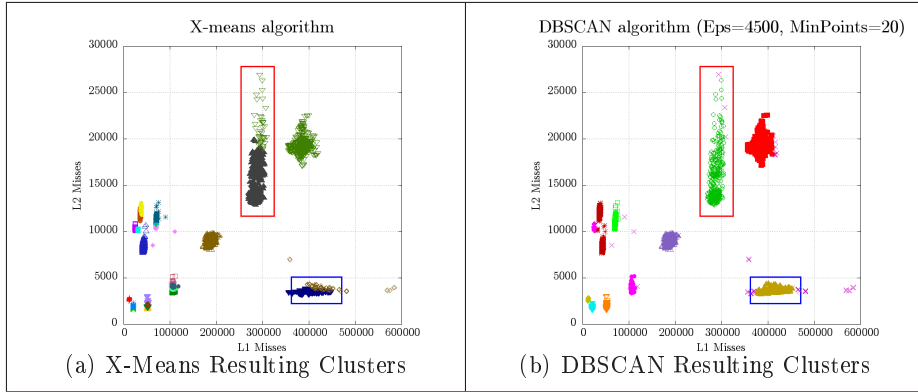 X-means algorithm
30000
25000
20000
15000
10000
5000
0
L2 Misses
0 100000 200000 300000 400000 500000 600000
L1 Misses
(a) X-Means Resulting Clusters
DBSCAN algorithm (Eps=4500, MinPoints=20)
30000
25000
20000
15000
10000
5000
0
L2 Misses
0 100000 200000 300000 400000 500000 600000
L1 Misses
(b) DBSCAN Resulting Clusters